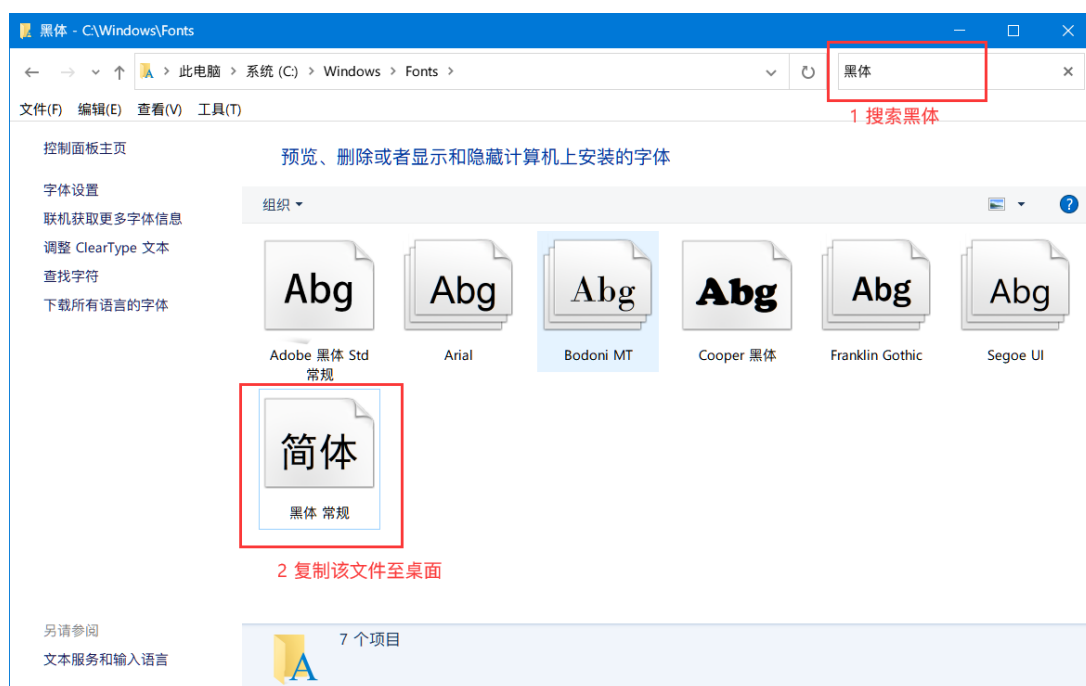 黑体 - C:\Windows\Fonts
此电脑 > 系统 (C:) > Windows > Fonts >
黑体
文件(F) 编辑(E) 查看(V) 工具(T)
1 搜索黑体
控制面板主页
字体设置
联机获取更多字体信息
调整 ClearType 文本
查找字符
下载所有语言的字体
预览、删除或者显示和隐藏计算机上安装的字体
组织
Abg
Abg
Abg
Abg
Abg
Abg
Adobe 黑体 Std
常规
Arial
Bodoni MT
Cooper 黑体
Franklin Gothic
Segoe UI
简体
黑体 常规
2 复制该文件至桌面
另请参阅
文本服务和输入语言
7 个项目